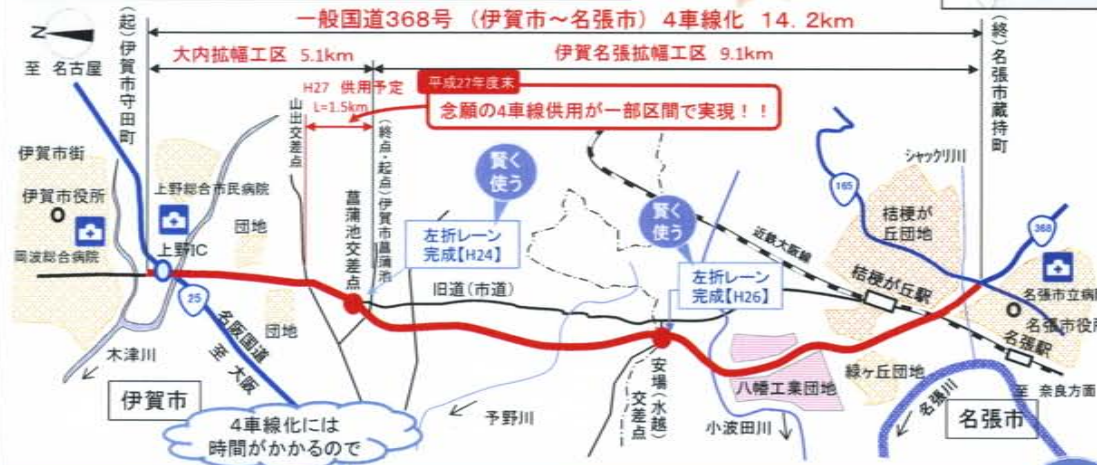 一般国道368号 (伊賀市～名張市) 4車線化 14.2km
大内拡幅工区 5.1km
伊賀名張拡幅工区 9.1km
N
至 名古屋
(起)伊賀市守田町
(終)名張市蔵持町
H27 供用予定
L=1.5km
平成27年度末
念願の4車線供用が一部区間で実現!!
山出交差点
(終点・起点)伊賀市菖蒲池
菖蒲池交差点
伊賀市街
伊賀市役所
岡波総合病院
上野総合市民病院
上野IC
団地
団地
25
名阪国道
至 大阪
木津川
伊賀市
4車線化には
時間がかかるので
賢く
使う
左折レーン
完成【H24】
旧道(市道)
予野川
賢く
使う
左折レーン
完成【H26】
安場(水越)
交差点
近鉄大阪線
小波田川
八幡工業団地
165
シャックリ川
桔梗が
丘団地
桔梗が丘駅
緑ヶ丘団地
368
名張市立病院
名張市役所
名張駅
至 奈良方面
名張川
名張市